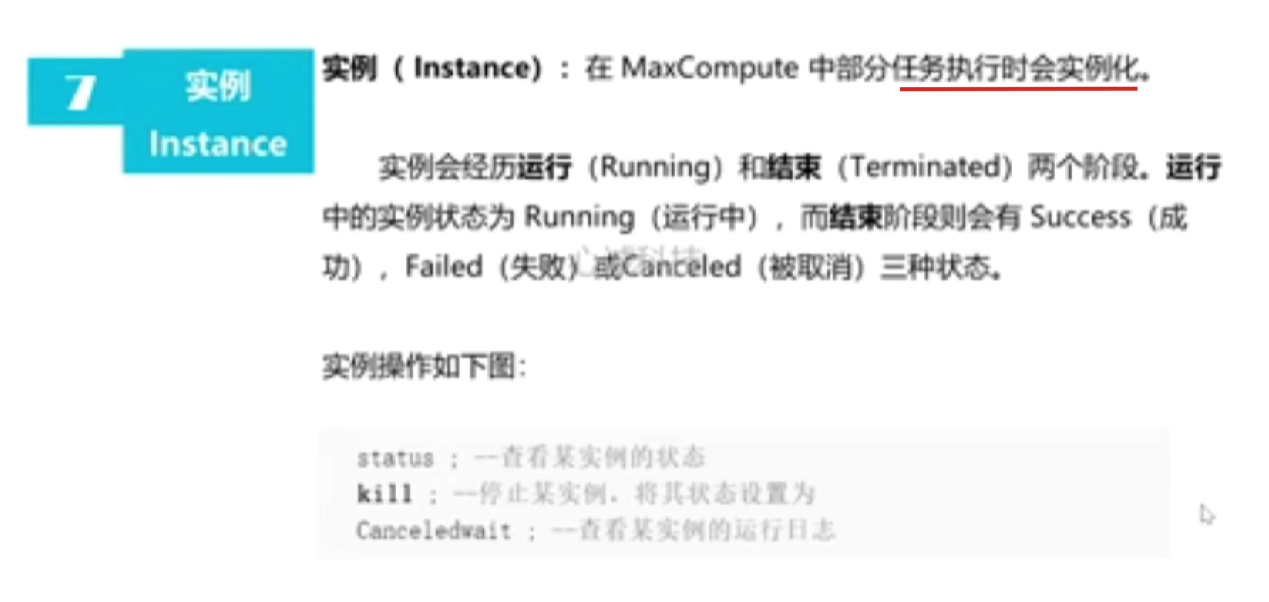 7
实例
Instance
实例（Instance）：在 MaxCompute 中部分任务执行时会实例化。
实例会经历运行（Running）和结束（Terminated）两个阶段。运行
中的实例状态为 Running（运行中），而结束阶段则会有 Success（成
功），Failed（失败）或Canceled（被取消）三种状态。
实例操作如下图：
status ; --查看某实例的状态
kill ; --停止某实例，将其状态设置为
Canceledwait ; --查看某实例的运行日志